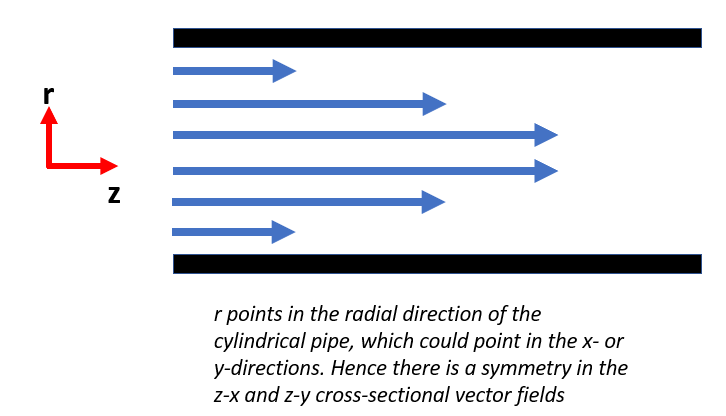 r
z
r points in the radial direction of the
cylindrical pipe, which could point in the x- or
y-directions. Hence there is a symmetry in the
z-x and z-y cross-sectional vector fields